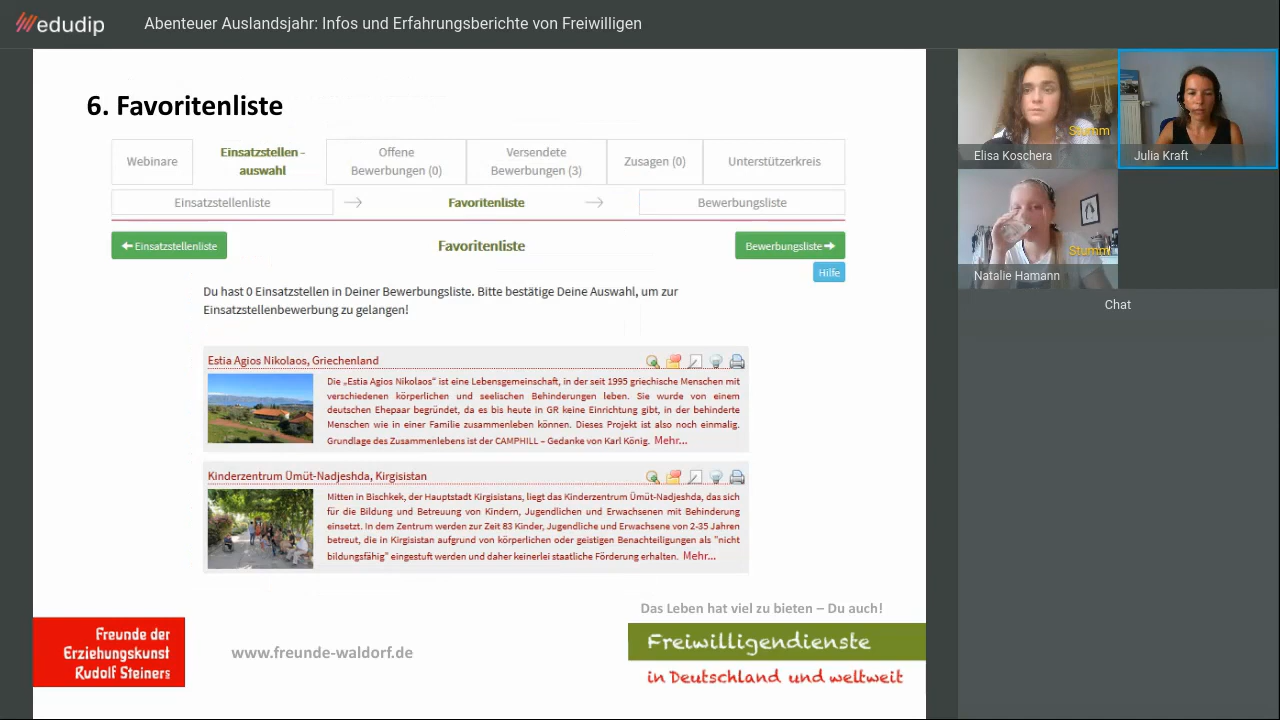 edudip
Abenteuer Auslandsjahr: Infos und Erfahrungsberichte von Freiwilligen
6. Favoritenliste
Webinare
Einsatzstellen-
auswahl
Offene
Bewerbungen (0)
Versendete
Bewerbungen (3)
Zusagen (0)
Unterstützerkreis
Einsatzstellenliste
Favoritenliste
Bewerbungsliste
Einsatzstellenliste
Favoritenliste
Bewerbungsliste
Hilfe
Du hast 0 Einsatzstellen in Deiner Bewerbungsliste. Bitte bestätige Deine Auswahl, um zur
Einsatzstellenbewerbung zu gelangen!
Estia Agios Nikolaos, Griechenland
Die „Estia Agios Nikolaos“ ist eine Lebensgemeinschaft, in der seit 1995 griechische Menschen mit
verschiedenen körperlichen und seelischen Behinderungen leben. Sie wurde von einem
deutschen Ehepaar begründet, da es bis heute in GR keine Einrichtung gibt, in der behinderte
Menschen wie in einer Familie zusammenleben können. Dieses Projekt ist also noch einmalig.
Grundlage des Zusammenlebens ist der CAMPHILL – Gedanke von Karl König. Mehr...
Kinderzentrum Ümüt-Nadjeshda, Kirgisistan
Mitten in Bischkek, der Hauptstadt Kirgisistans, liegt das Kinderzentrum Ümüt-Nadjeshda, das sich
für die Bildung und Betreuung von Kindern, Jugendlichen und Erwachsenen mit Behinderung
einsetzt. In dem Zentrum werden zur Zeit 83 Kinder, Jugendliche und Erwachsene von 2-35 Jahren
betreut, die in Kirgisistan aufgrund von körperlichen oder geistigen Benachteiligungen als "nicht
bildungsfähig" eingestuft werden und daher keinerlei staatliche Förderung erhalten. Mehr...
Das Leben hat viel zu bieten – Du auch!
Freunde der
Erziehungskunst
Rudolf Steiners
www.freunde-waldorf.de
Freiwilligendienste
in Deutschland und weltweit
Stumm
Elisa Koschera
Julia Kraft
Stumm
Natalie Hamann
Chat